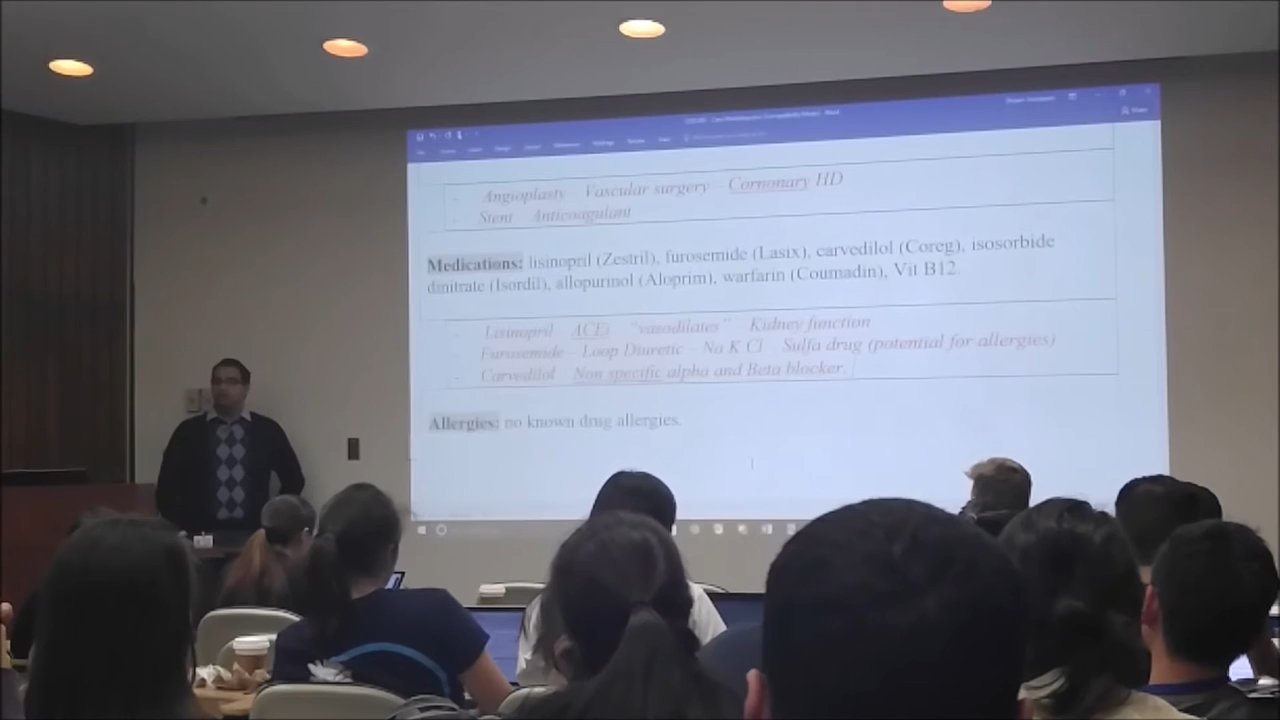 Share
- Angioplasty – Vascular surgery – Cornonary HD
- Stent – Anticoagulant
Medications: lisinopril (Zestril), furosemide (Lasix), carvedilol (Coreg), isosorbide
dinitrate (Isordil), allopurinol (Aloprim), warfarin (Coumadin), Vit B12.
- Lisinopril – ACEi – "vasodilates" – Kidney function
- Furosemide – Loop Diuretic – Na K Cl – Sulfa drug (potential for allergies)
- Carvedilol – Non specific alpha and Beta blocker.
Allergies: no known drug allergies.